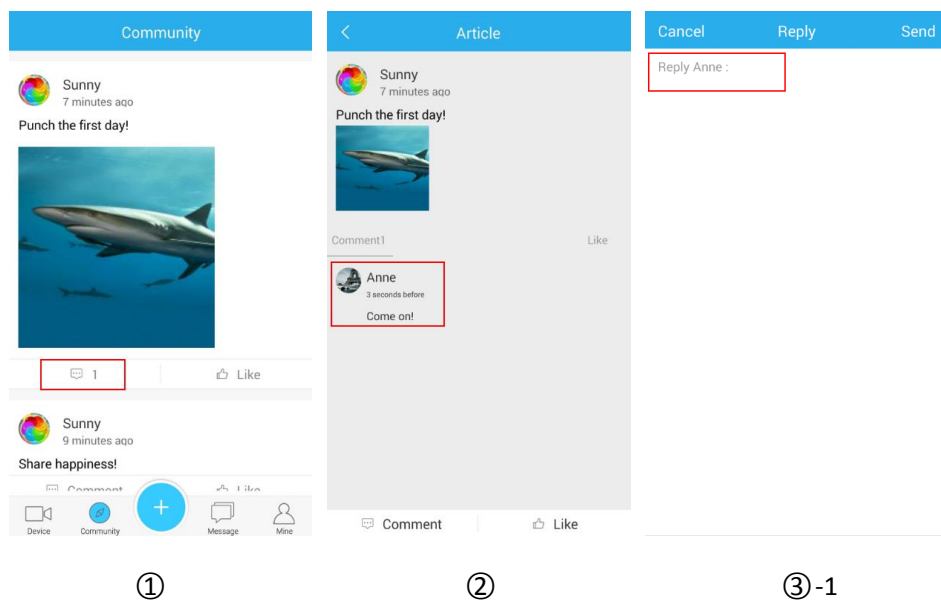 Community
Sunny
7 minutes ago
Punch the first day!
1
Like
Sunny
9 minutes ago
Share happiness!
Comment
Like
Device
Community
+
Message
Mine
①
Article
Sunny
7 minutes ago
Punch the first day!
Comment1
Like
Anne
3 seconds before
Come on!
Comment
Like
②
Cancel Reply Send
Reply Anne :
③-1